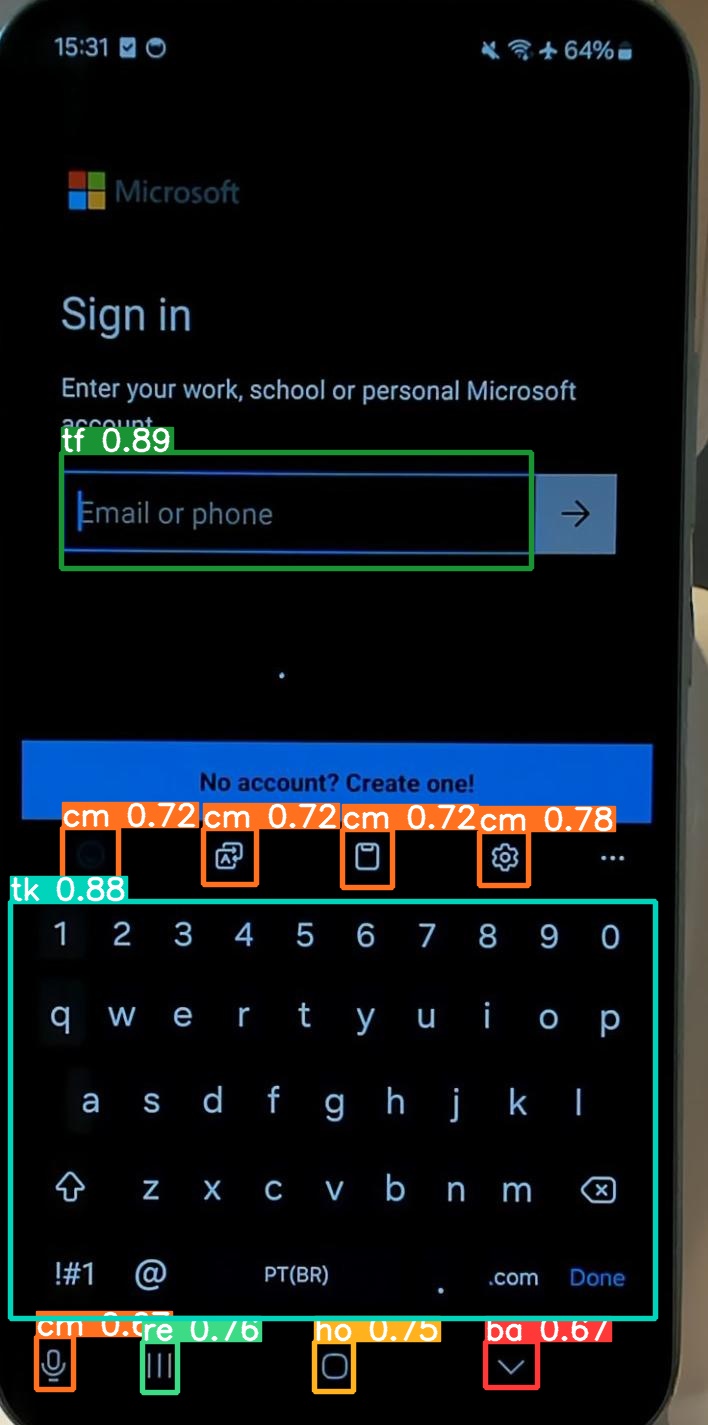 15:31 64%
Microsoft
Sign in
Enter your work, school or personal Microsoft
account
tf 0.89
Email or phone
No account? Create one!
cm 0.72 cm 0.72 cm 0.72 cm 0.78
tk 0.88
1 2 3 4 5 6 7 8 9 0
q w e r t y u i o p
a s d f g h j k l
z x c v b n m
!#1 @ PT(BR) . .com Done
cm 0.67 re 0.76 ho 0.75 ba 0.67